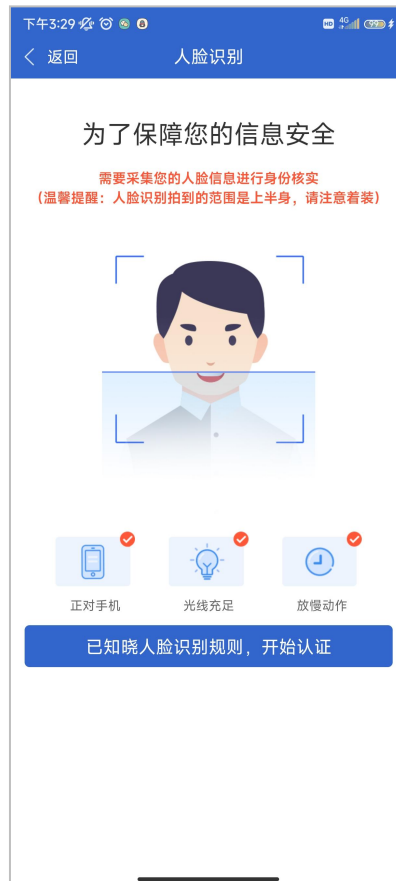 下午3:29 HD 4G 99
返回 人脸识别
为了保障您的信息安全
需要采集您的人脸信息进行身份核实
(温馨提醒：人脸识别拍到的范围是上半身，请注意着装)
正对手机 光线充足 放慢动作
已知晓人脸识别规则，开始认证